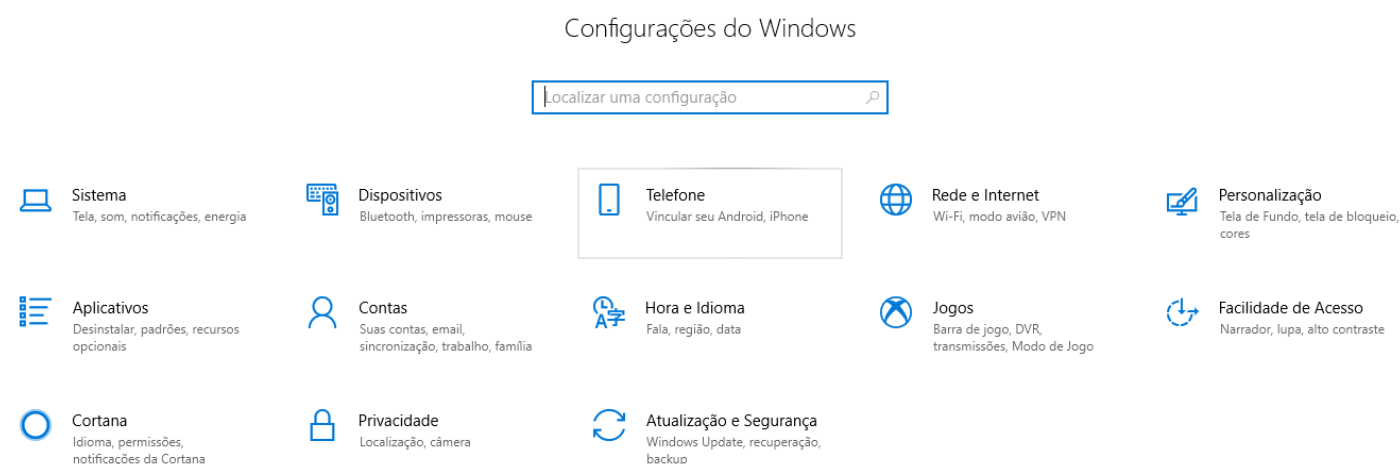 Configurações do Windows
Localizar uma configuração
Sistema
Tela, som, notificações, energia
Dispositivos
Bluetooth, impressoras, mouse
Telefone
Vincular seu Android, iPhone
Rede e Internet
Wi-Fi, modo avião, VPN
Personalização
Tela de Fundo, tela de bloqueio,
cores
Aplicativos
Desinstalar, padrões, recursos
opcionais
Contas
Suas contas, email,
sincronização, trabalho, família
Hora e Idioma
Fala, região, data
Jogos
Barra de jogo, DVR,
transmissões, Modo de Jogo
Facilidade de Acesso
Narrador, lupa, alto contraste
Cortana
Idioma, permissões,
notificações da Cortana
Privacidade
Localização, câmera
Atualização e Segurança
Windows Update, recuperação,
backup